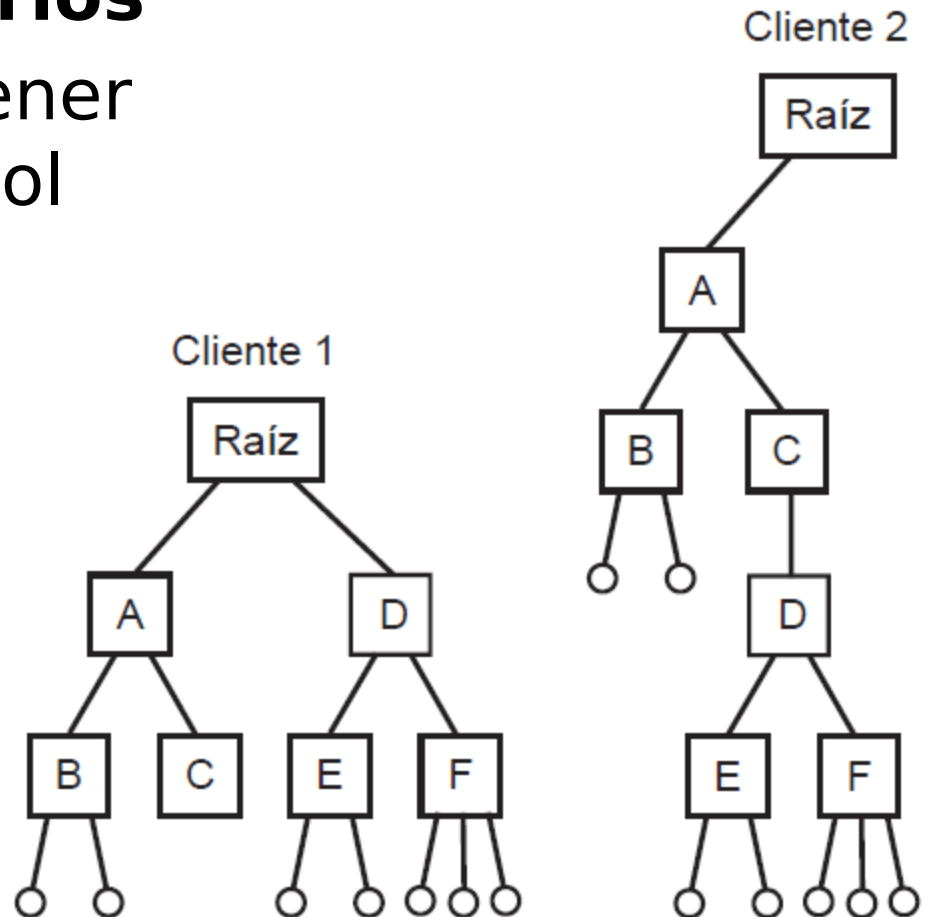 rios
ener
ol
Cliente 2
Raíz
A
B C
D
E F
Cliente 1
Raíz
A D
B C E F